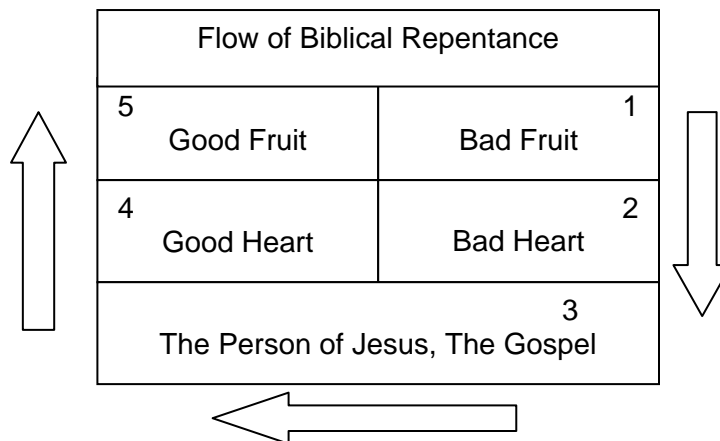 Flow of Biblical Repentance
5
Good Fruit
1
Bad Fruit
4
Good Heart
2
Bad Heart
3
The Person of Jesus, The Gospel